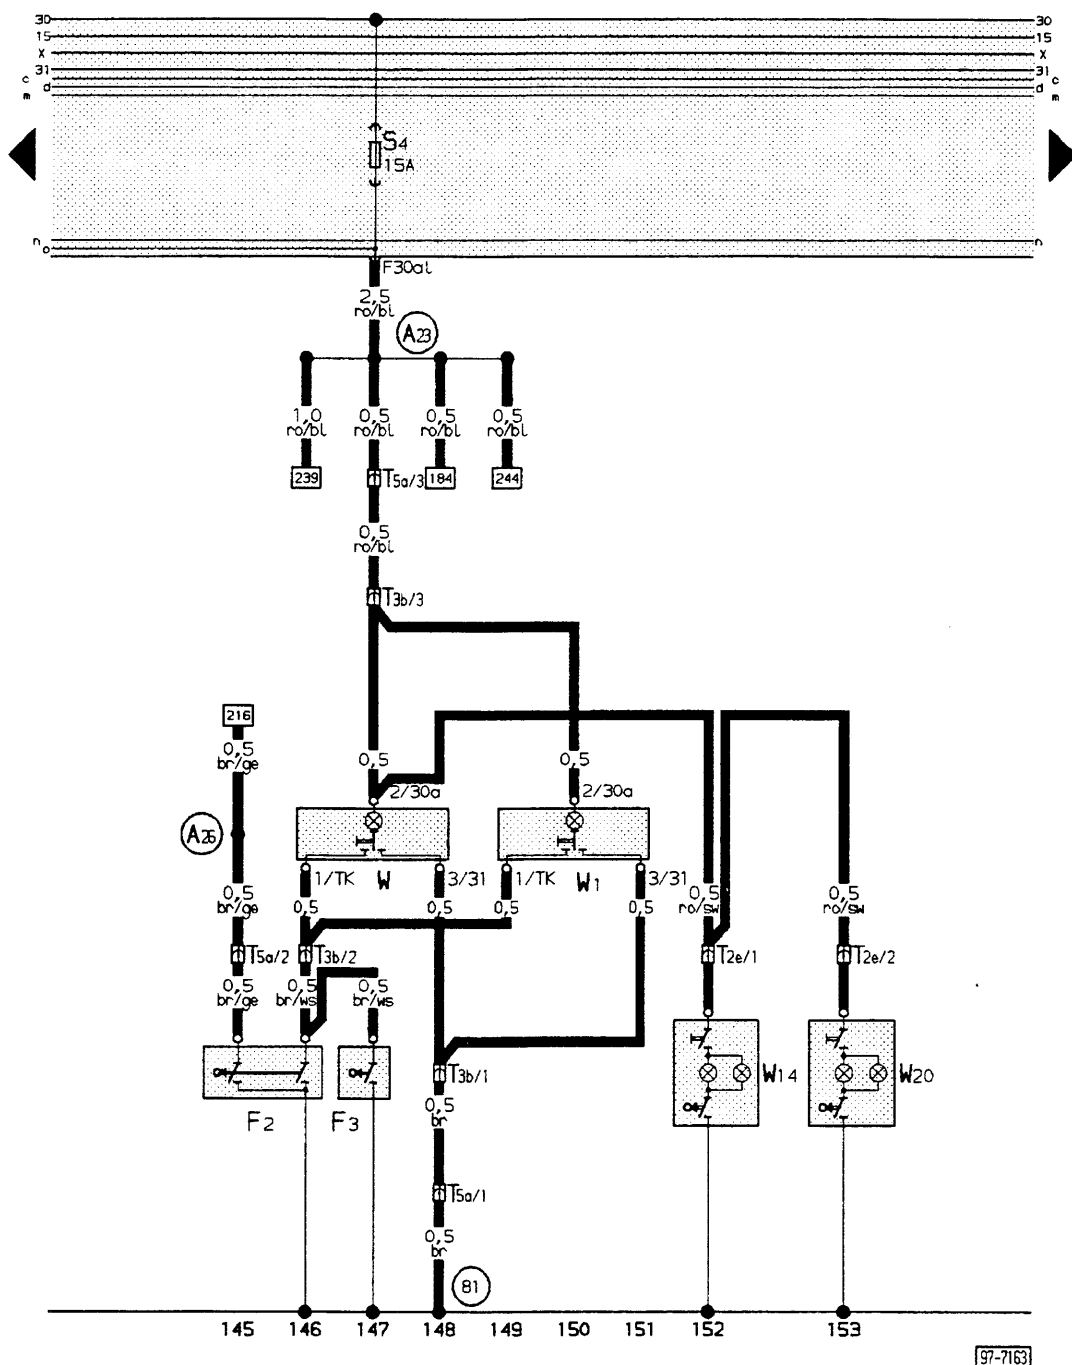 30 30
15 15
X X
31 31
c c
d d
m m
S4
15A
n n
o
F30al
2,5
ro/bl
A23
1,0 0,5 0,5 0,5
ro/bl ro/bl ro/bl ro/bl
239 T5a/3 184 244
0,5
ro/bl
T3b/3
216
0,5
br/ge
0,5 0,5
2/30a 2/30a
A26
1/TK W 3/31 1/TK W1 3/31
0,5 0,5 0,5 0,5 0,5 0,5 0,5
br/ge ro/sw ro/sw
T5a/2 T3b/2 T2e/1 T2e/2
0,5 0,5 0,5
br/ge br/ws br/ws
T3b/1 W14 W20
F2 F3
0,5
br
T5a/1
0,5
br
81
145 146 147 148 149 150 151 152 153
97-7163